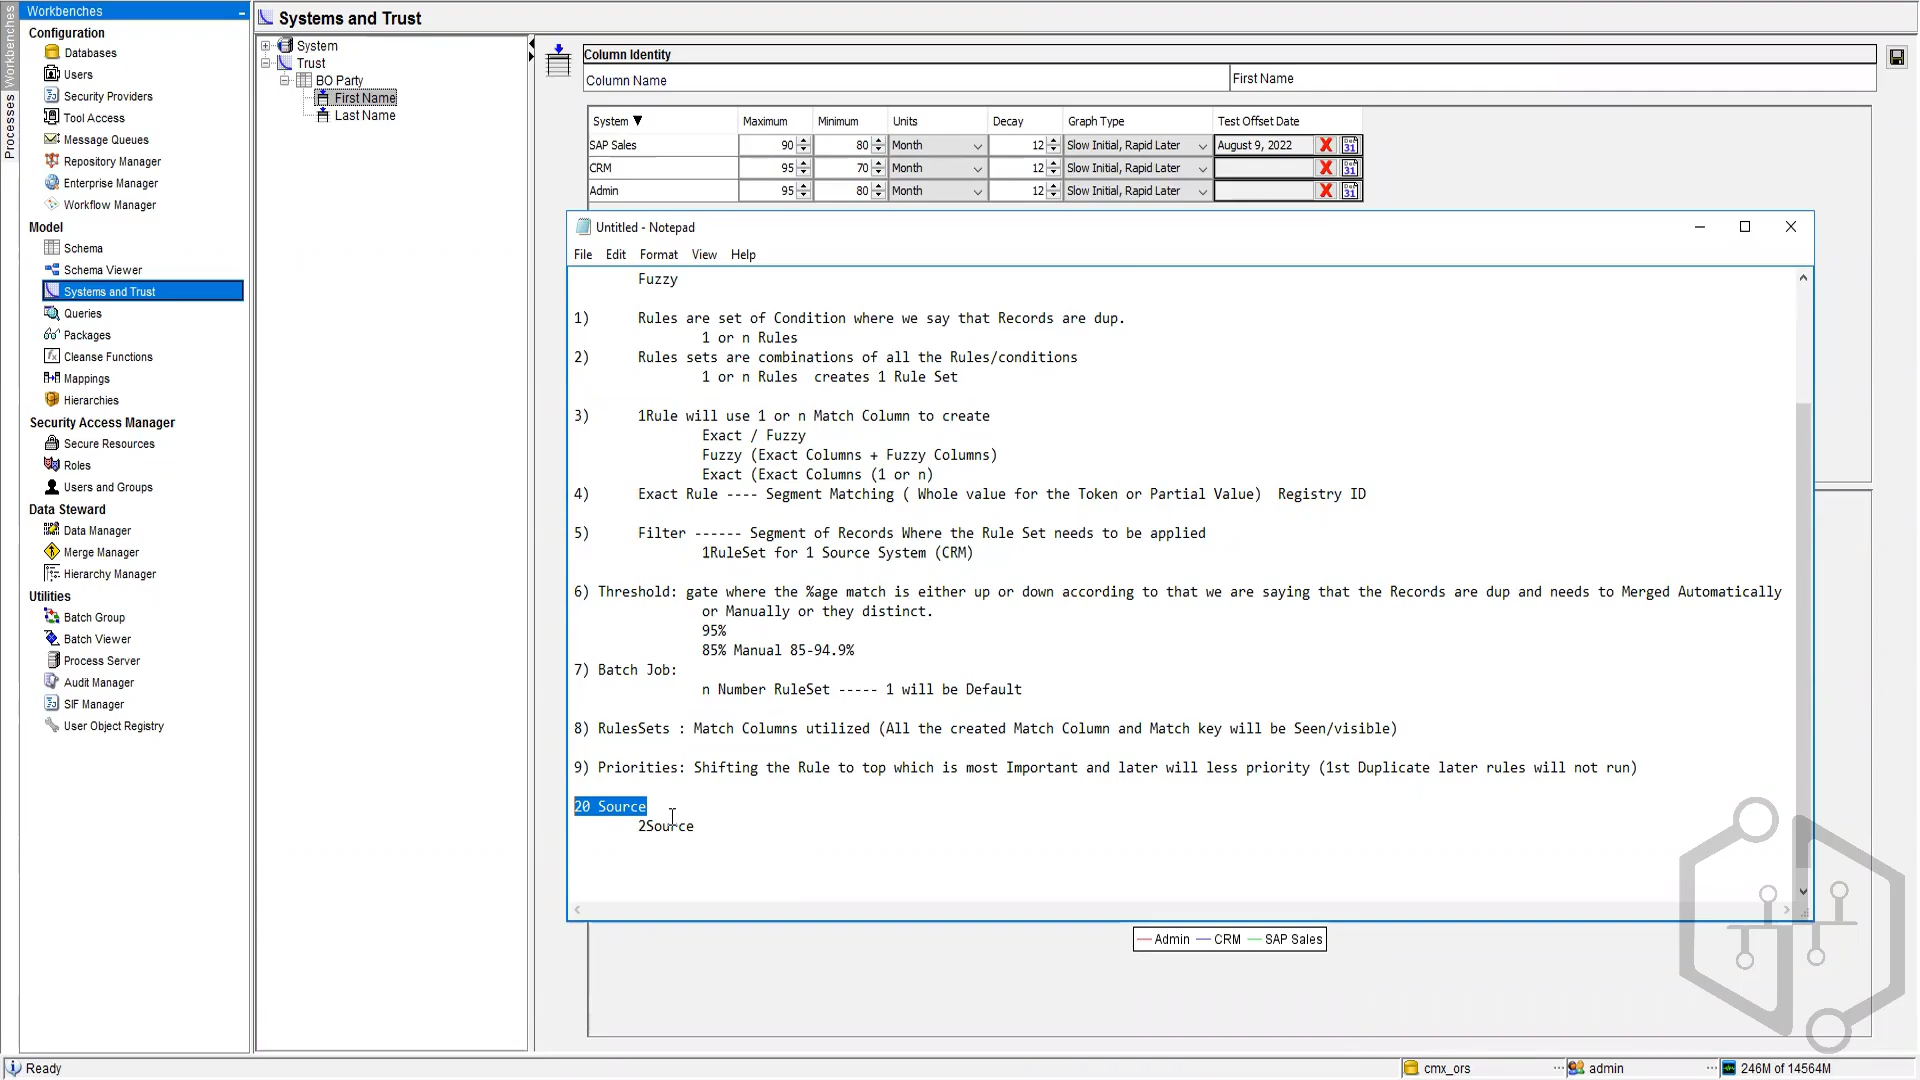 Workbenches
Processes
Workbenches
Configuration
Databases
Users
Security Providers
Tool Access
Message Queues
Repository Manager
Enterprise Manager
Workflow Manager
Model
Schema
Schema Viewer
Systems and Trust
Queries
Packages
Cleanse Functions
Mappings
Hierarchies
Security Access Manager
Secure Resources
Roles
Users and Groups
Data Steward
Data Manager
Merge Manager
Hierarchy Manager
Utilities
Batch Group
Batch Viewer
Process Server
Audit Manager
SIF Manager
User Object Registry
Systems and Trust
System
Trust
BO Party
First Name
Last Name
Column Identity
Column Name First Name
System Maximum Minimum Units Decay Graph Type Test Offset Date
SAP Sales 90 80 Month 12 Slow Initial, Rapid Later August 9, 2022
CRM 95 70 Month 12 Slow Initial, Rapid Later
Admin 95 80 Month 12 Slow Initial, Rapid Later
Untitled - Notepad
File Edit Format View Help
Fuzzy
1) Rules are set of Condition where we say that Records are dup.
1 or n Rules
2) Rules sets are combinations of all the Rules/conditions
1 or n Rules creates 1 Rule Set
3) 1Rule will use 1 or n Match Column to create
Exact / Fuzzy
Fuzzy (Exact Columns + Fuzzy Columns)
Exact (Exact Columns (1 or n)
4) Exact Rule ---- Segment Matching ( Whole value for the Token or Partial Value) Registry ID
5) Filter ------ Segment of Records Where the Rule Set needs to be applied
1RuleSet for 1 Source System (CRM)
6) Threshold: gate where the %age match is either up or down according to that we are saying that the Records are dup and needs to Merged Automatically
or Manually or they distinct.
95%
85% Manual 85-94.9%
7) Batch Job:
n Number RuleSet ----- 1 will be Default
8) RulesSets : Match Columns utilized (All the created Match Column and Match key will be Seen/visible)
9) Priorities: Shifting the Rule to top which is most Important and later will less priority (1st Duplicate later rules will not run)
20 Source
2Source
Admin CRM SAP Sales
Ready
cmx_ors
admin
246M of 14564M